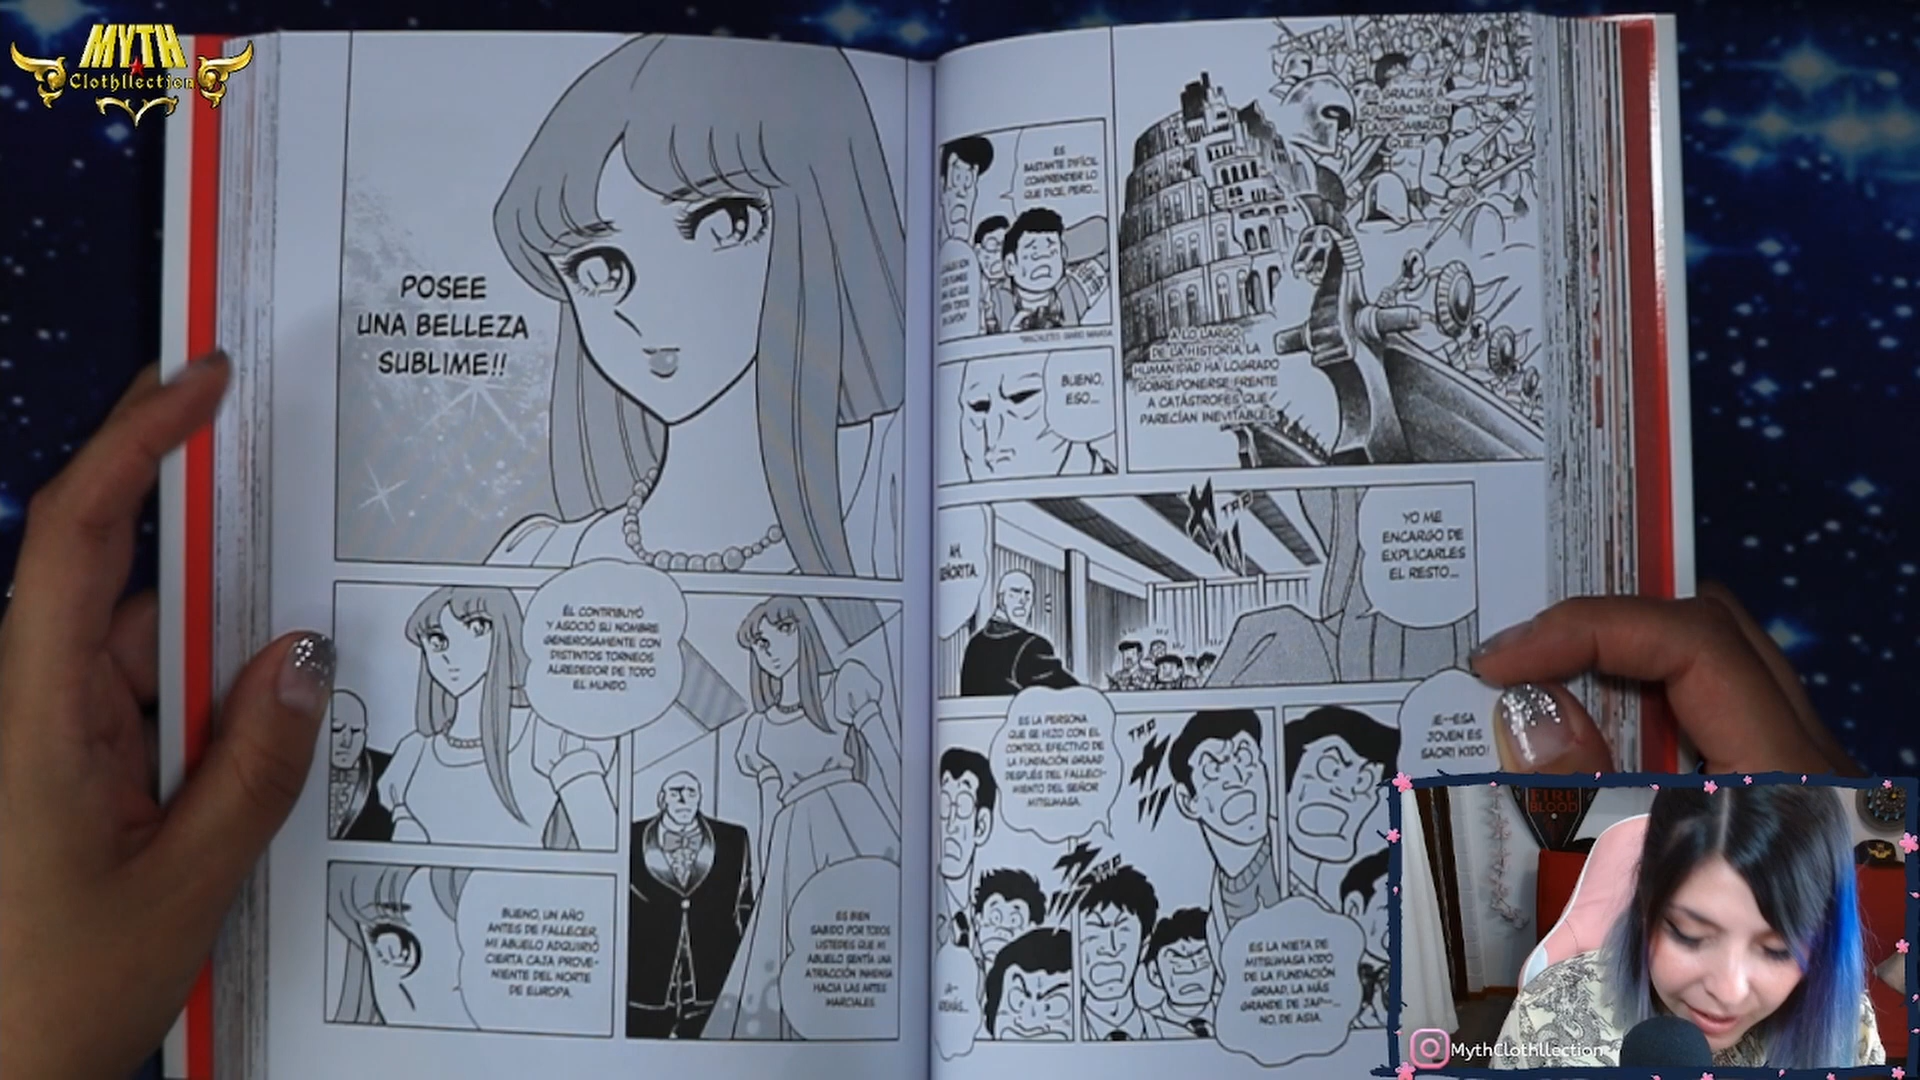 MYTH
Clothllection
POSEE
UNA BELLEZA
SUBLIME!!
ÉL CONTRIBUYÓ
Y ASOCIÓ SU NOMBRE
GENEROSAMENTE CON
DISTINTOS TORNEOS
ALREDEDOR DE TODO
EL MUNDO.
BUENO, UN AÑO
ANTES DE FALLECER,
MI ABUELO ADQUIRIÓ
CIERTA CAJA PROVE-
NIENTE DEL NORTE
DE EUROPA.
ES BIEN
SABIDO POR TODOS
USTEDES QUE MI
ABUELO SENTÍA UNA
ATRACCIÓN INMENSA
HACIA LAS ARTES
MARCIALES.
ES
BASTANTE DIFÍCIL
COMPRENDER LO
QUE DICE, PERO...
ES GRACIAS A
SU TRABAJO EN
LAS SOMBRAS
QUE...
A LO LARGO
DE LA HISTORIA, LA
HUMANIDAD HA LOGRADO
SOBREPONERSE FRENTE
A CATÁSTROFES QUE
PARECÍAN INEVITABLES
BUENO,
ESO...
AH,
SEÑORITA.
TAP
YO ME
ENCARGO DE
EXPLICARLES
EL RESTO...
ES LA PERSONA
QUE SE HIZO CON EL
CONTROL EFECTIVO DE
LA FUNDACIÓN GRAAD
DESPUÉS DEL FALLECI-
MIENTO DEL SEÑOR
MITSUMASA.
TAP
¡E--ESA
JOVEN ES
SAORI KIDO!
TAP
ES LA NIETA DE
MITSUMASA KIDO
DE LA FUNDACIÓN
GRAAD, LA MÁS
GRANDE DE JAP--...
NO, DE ASIA.
FIRE
BLOOD
MythClothllection